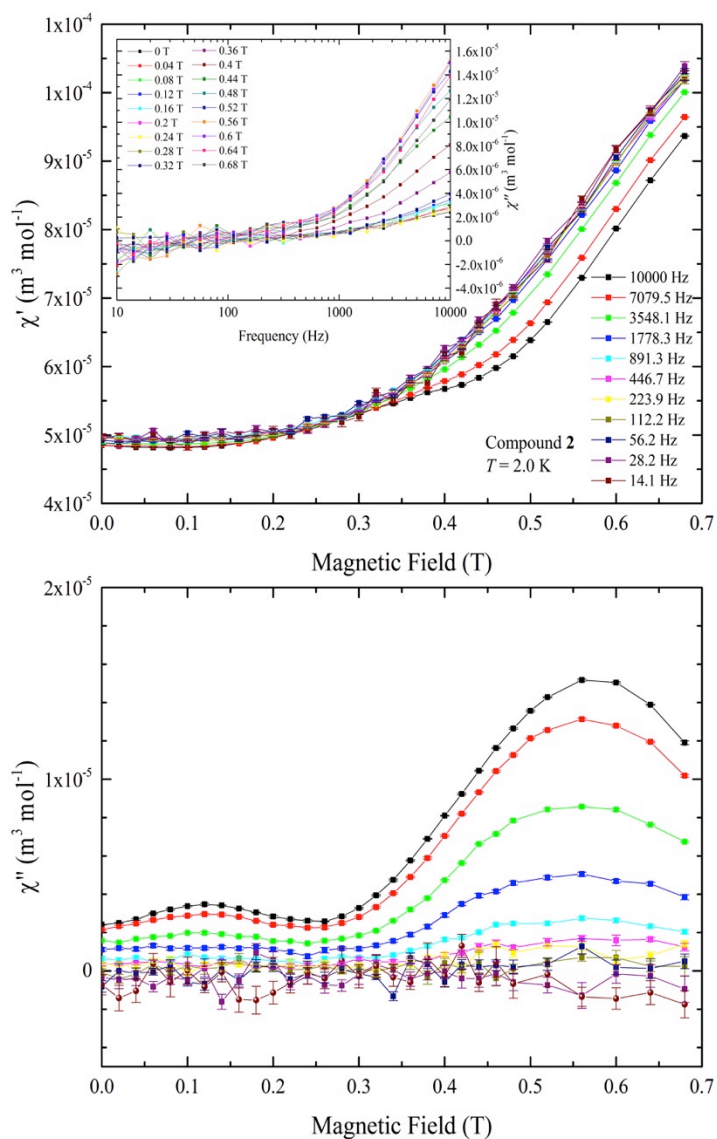 1x10⁻⁴
1x10⁻⁴
9x10⁻⁵
8x10⁻⁵
7x10⁻⁵
6x10⁻⁵
5x10⁻⁵
4x10⁻⁵
χ' (m³ mol⁻¹)
0 T
0.04 T
0.08 T
0.12 T
0.16 T
0.2 T
0.24 T
0.28 T
0.32 T
0.36 T
0.4 T
0.44 T
0.48 T
0.52 T
0.56 T
0.6 T
0.64 T
0.68 T
1.6x10⁻⁵
1.4x10⁻⁵
1.2x10⁻⁵
1.0x10⁻⁵
8.0x10⁻⁶
6.0x10⁻⁶
4.0x10⁻⁶
2.0x10⁻⁶
0.0
-2.0x10⁻⁶
-4.0x10⁻⁶
χ'' (m³ mol⁻¹)
10 100 1000 10000
Frequency (Hz)
10000 Hz
7079.5 Hz
3548.1 Hz
1778.3 Hz
891.3 Hz
446.7 Hz
223.9 Hz
112.2 Hz
56.2 Hz
28.2 Hz
14.1 Hz
Compound 2
T = 2.0 K
0.0 0.1 0.2 0.3 0.4 0.5 0.6 0.7
Magnetic Field (T)
2x10⁻⁵
1x10⁻⁵
0
χ'' (m³ mol⁻¹)
0.0 0.1 0.2 0.3 0.4 0.5 0.6 0.7
Magnetic Field (T)